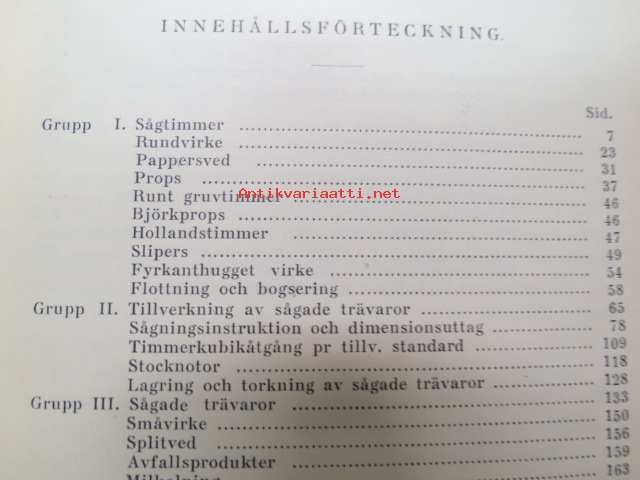 INNEHÅLLSFÖRTECKNING.
Sid.
Grupp I. Sågtimmer 7
Rundvirke 23
Pappersved 31
Props 37
Antikvariaatti.net
Runt gruvtimmer 46
Björkprops 46
Hollandstimmer 47
Slipers 49
Fyrkanthugget virke 54
Flottning och bogsering 58
Grupp II. Tillverkning av sågade trävaror 65
Sågningsinstruktion och dimensionsuttag 78
Timmerkubikåtgång pr tillv. standard 109
Stocknotor 118
Lagring och torkning av sågade trävaror 128
Grupp III. Sågade trävaror 133
Småvirke 150
Splitved 156
Avfallsprodukter 159
163